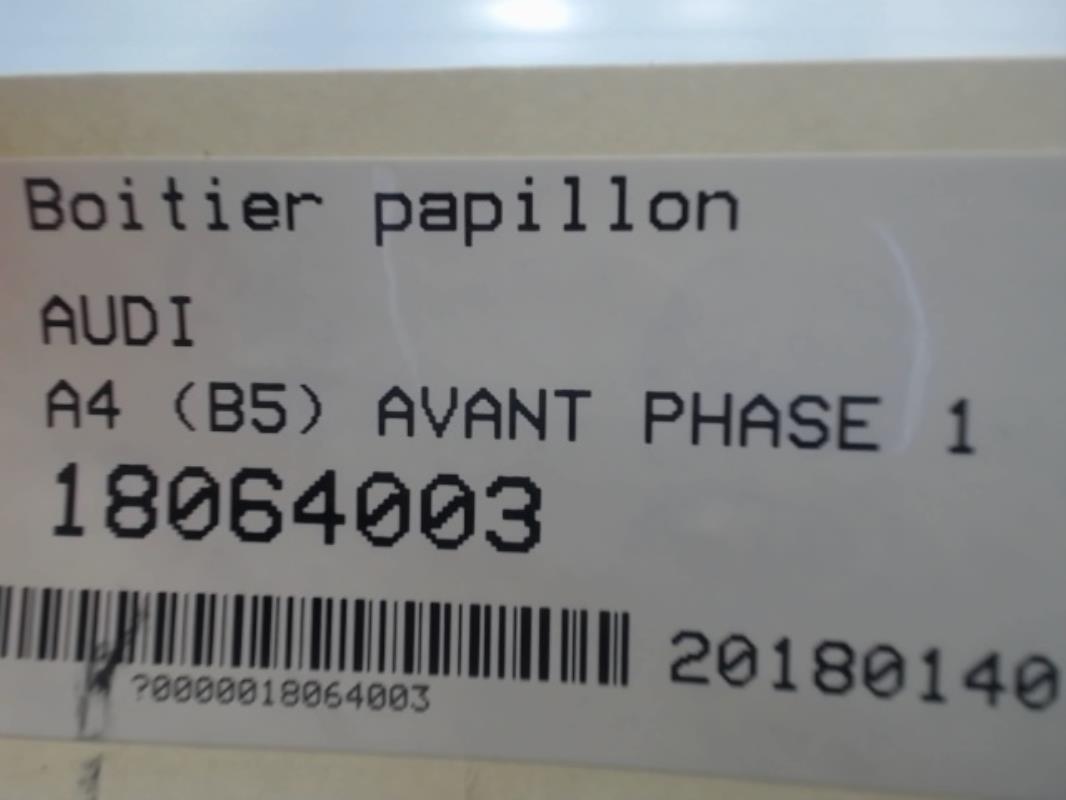 Boitier papillon
AUDI
A4 (B5) AVANT PHASE 1
18064003
20180140
?0000018064003